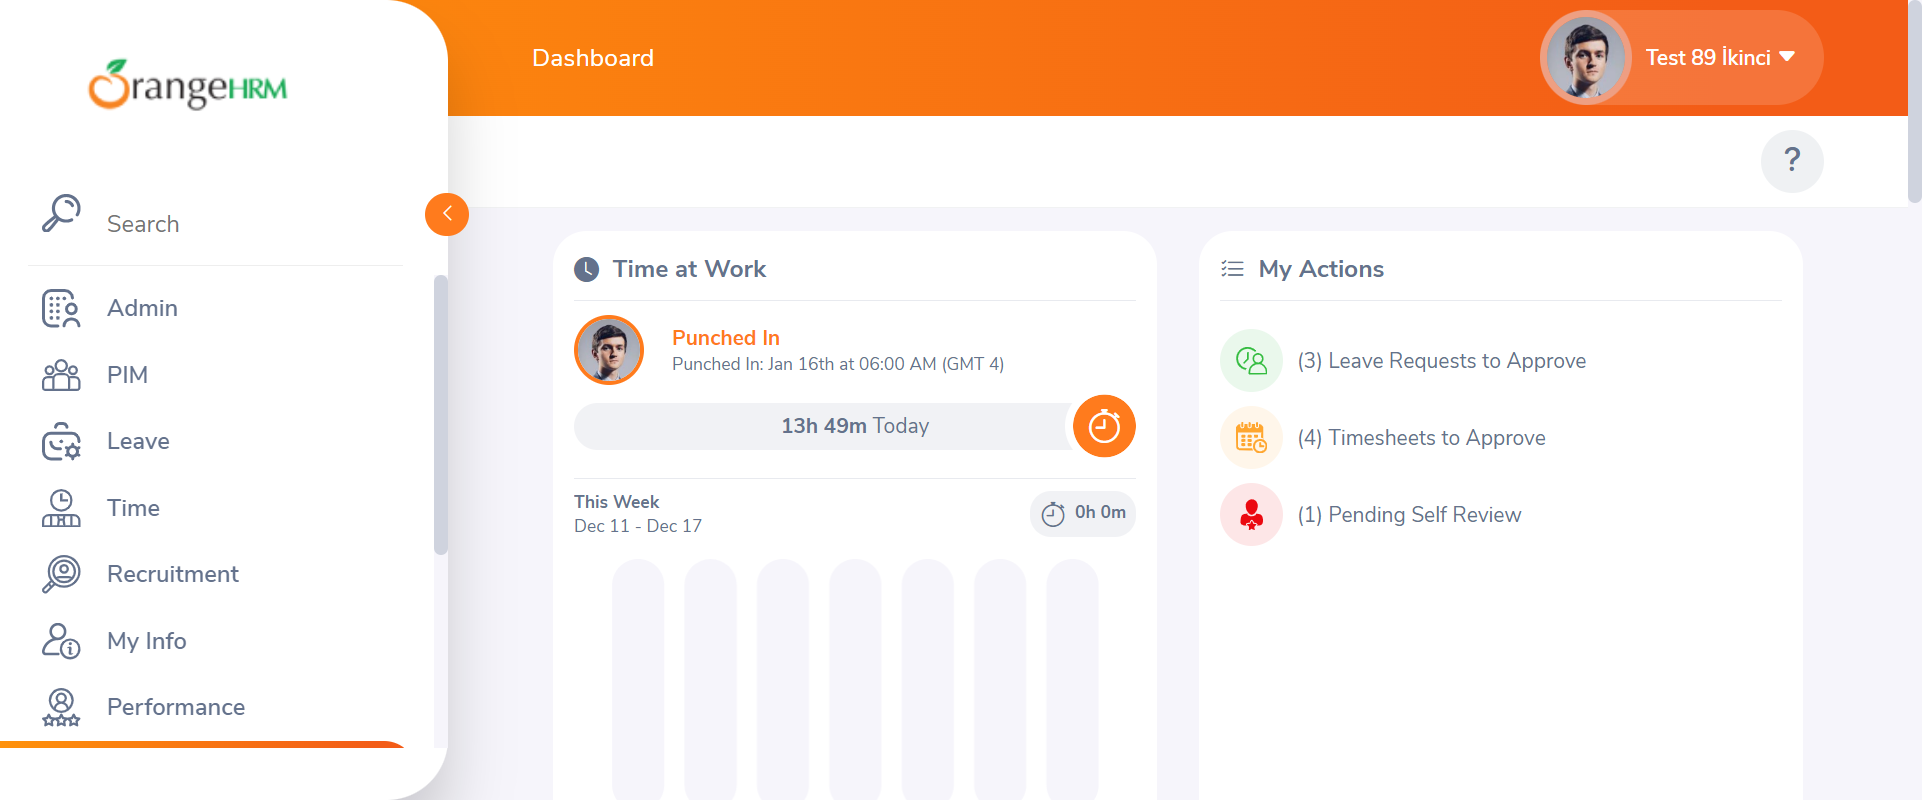 OrangeHRM
Search
Admin
PIM
Leave
Time
Recruitment
My Info
Performance
Dashboard
Test 89 İkinci
?
Time at Work
Punched In
Punched In: Jan 16th at 06:00 AM (GMT 4)
13h 49m Today
This Week
Dec 11 - Dec 17
0h 0m
My Actions
(3) Leave Requests to Approve
(4) Timesheets to Approve
(1) Pending Self Review